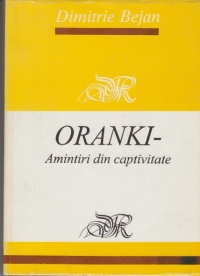 Dimitrie Bejan
ORANKI-
Amintiri din captivitate